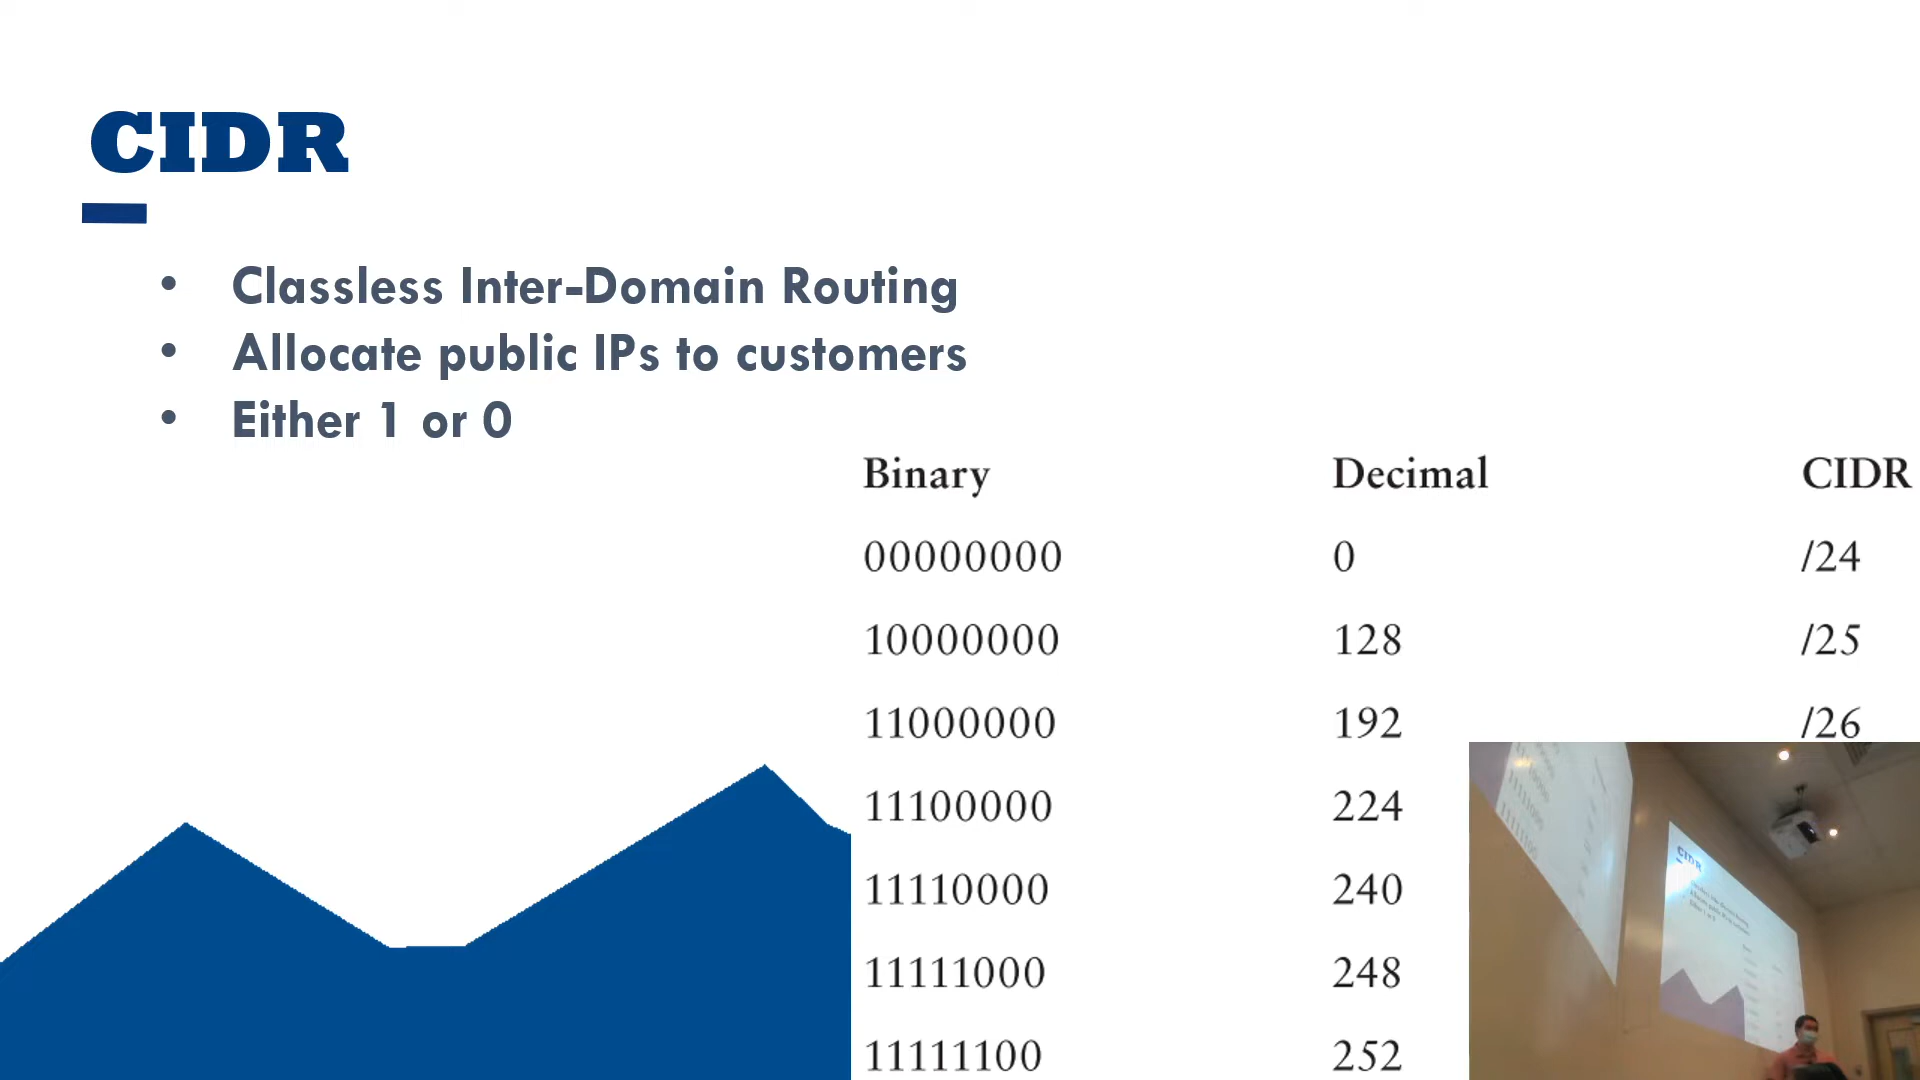 CIDR
• Classless Inter-Domain Routing
• Allocate public IPs to customers
• Either 1 or 0
Binary Decimal CIDR
00000000 0 /24
10000000 128 /25
11000000 192 /26
11100000 224
11110000 240
11111000 248
11111100 252
CIDR